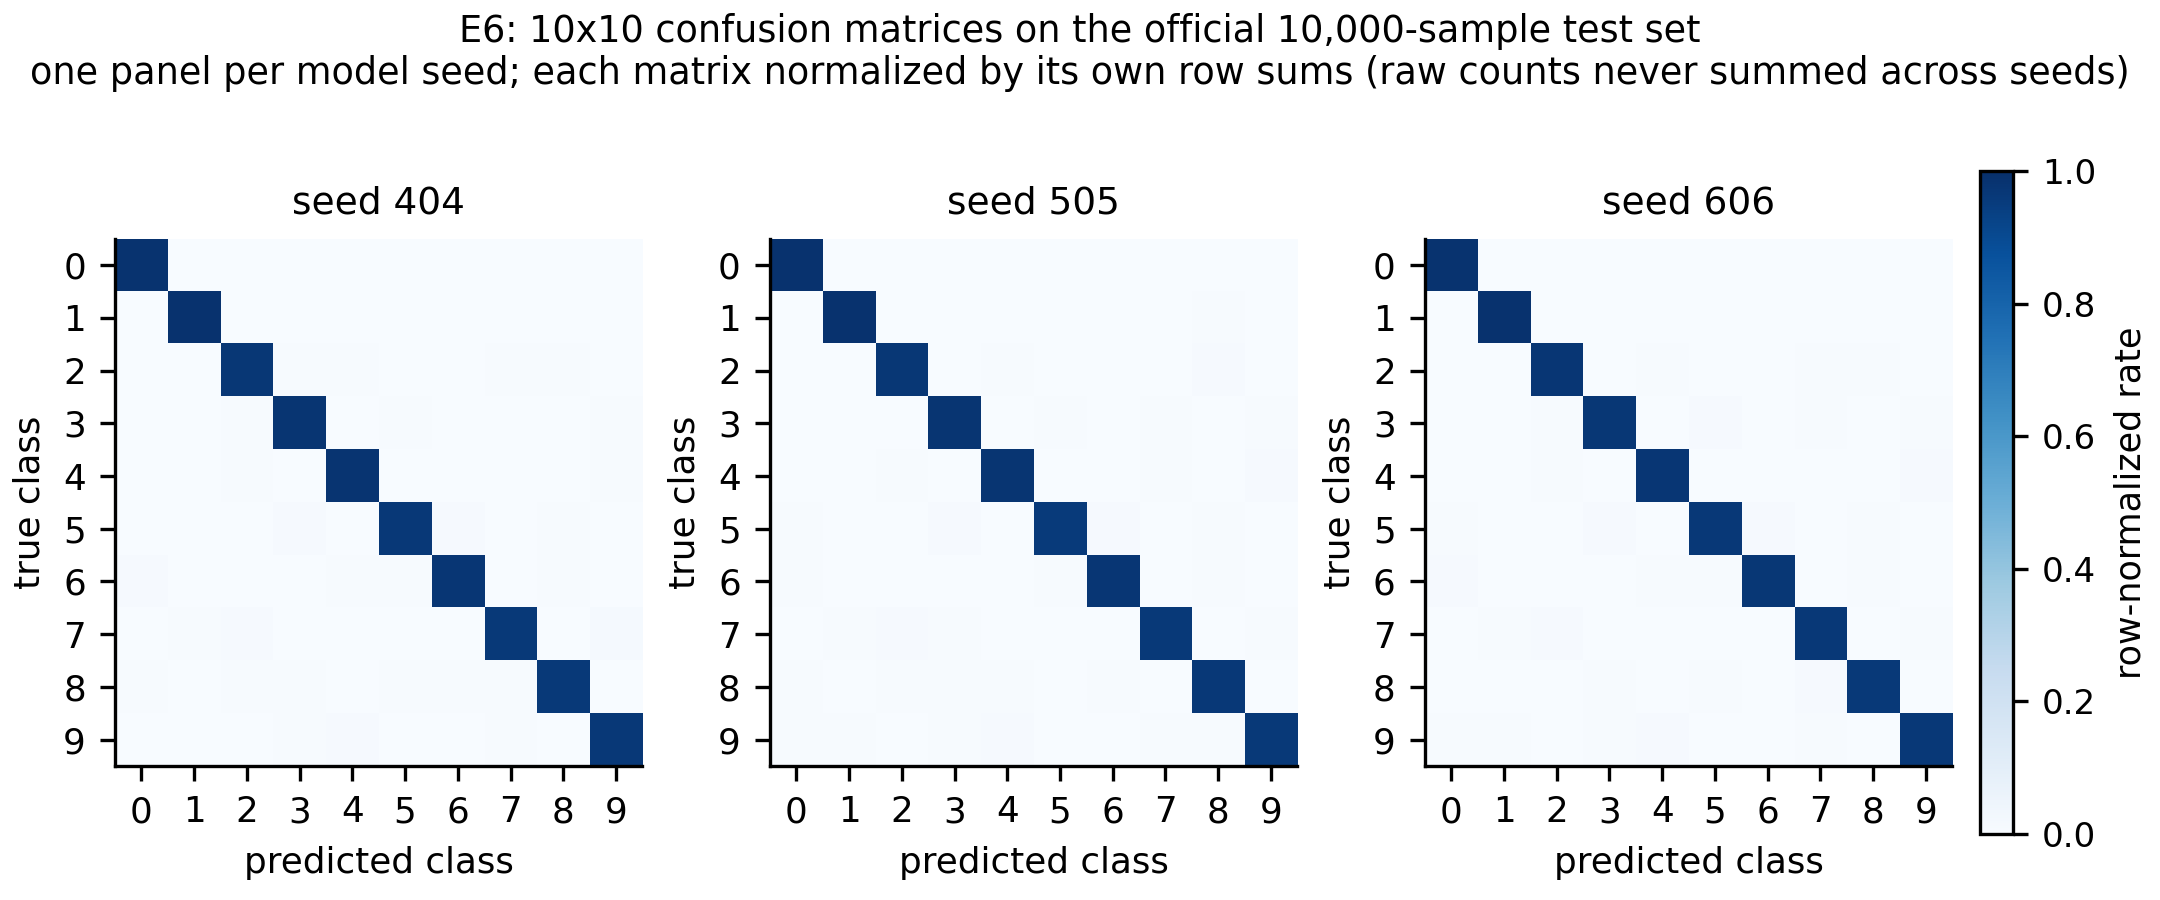 E6: 10x10 confusion matrices on the official 10,000-sample test set
one panel per model seed; each matrix normalized by its own row sums (raw counts never summed across seeds)
seed 404
true class
0
1
2
3
4
5
6
7
8
9
0 1 2 3 4 5 6 7 8 9
predicted class
seed 505
true class
0
1
2
3
4
5
6
7
8
9
0 1 2 3 4 5 6 7 8 9
predicted class
seed 606
true class
0
1
2
3
4
5
6
7
8
9
0 1 2 3 4 5 6 7 8 9
predicted class
1.0
0.8
0.6
0.4
0.2
0.0
row-normalized rate